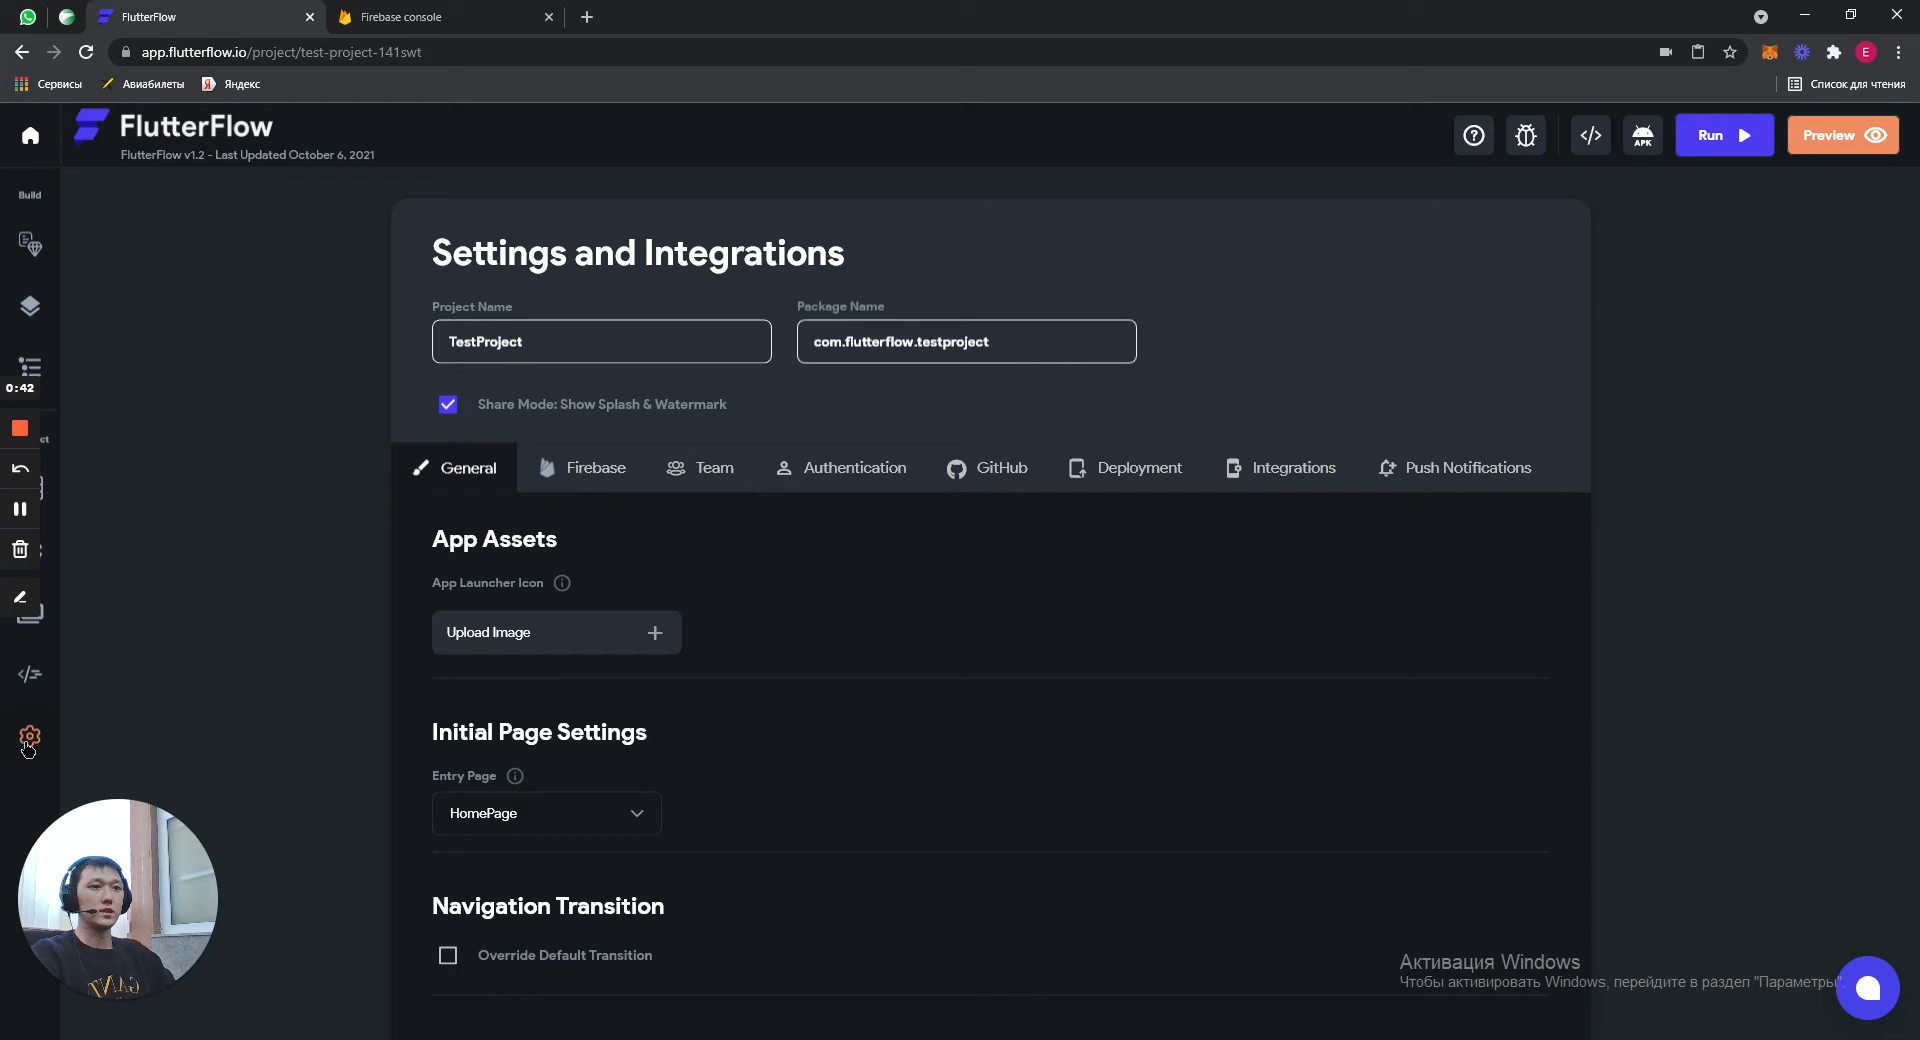 FlutterFlow
Firebase console
app.flutterflow.io/project/test-project-141swt
E
Сервисы
Авиабилеты
Яндекс
Список для чтения
FlutterFlow
FlutterFlow v1.2 - Last Updated October 6, 2021
APK
Run
Preview
Build
Settings and Integrations
Project Name
Package Name
TestProject
com.flutterflow.testproject
0:42
Share Mode: Show Splash & Watermark
ct
General
Firebase
Team
Authentication
GitHub
Deployment
Integrations
Push Notifications
App Assets
App Launcher Icon
Upload Image
Initial Page Settings
Entry Page
HomePage
Navigation Transition
Override Default Transition
Активация Windows
Чтобы активировать Windows, перейдите в раздел "Параметры".